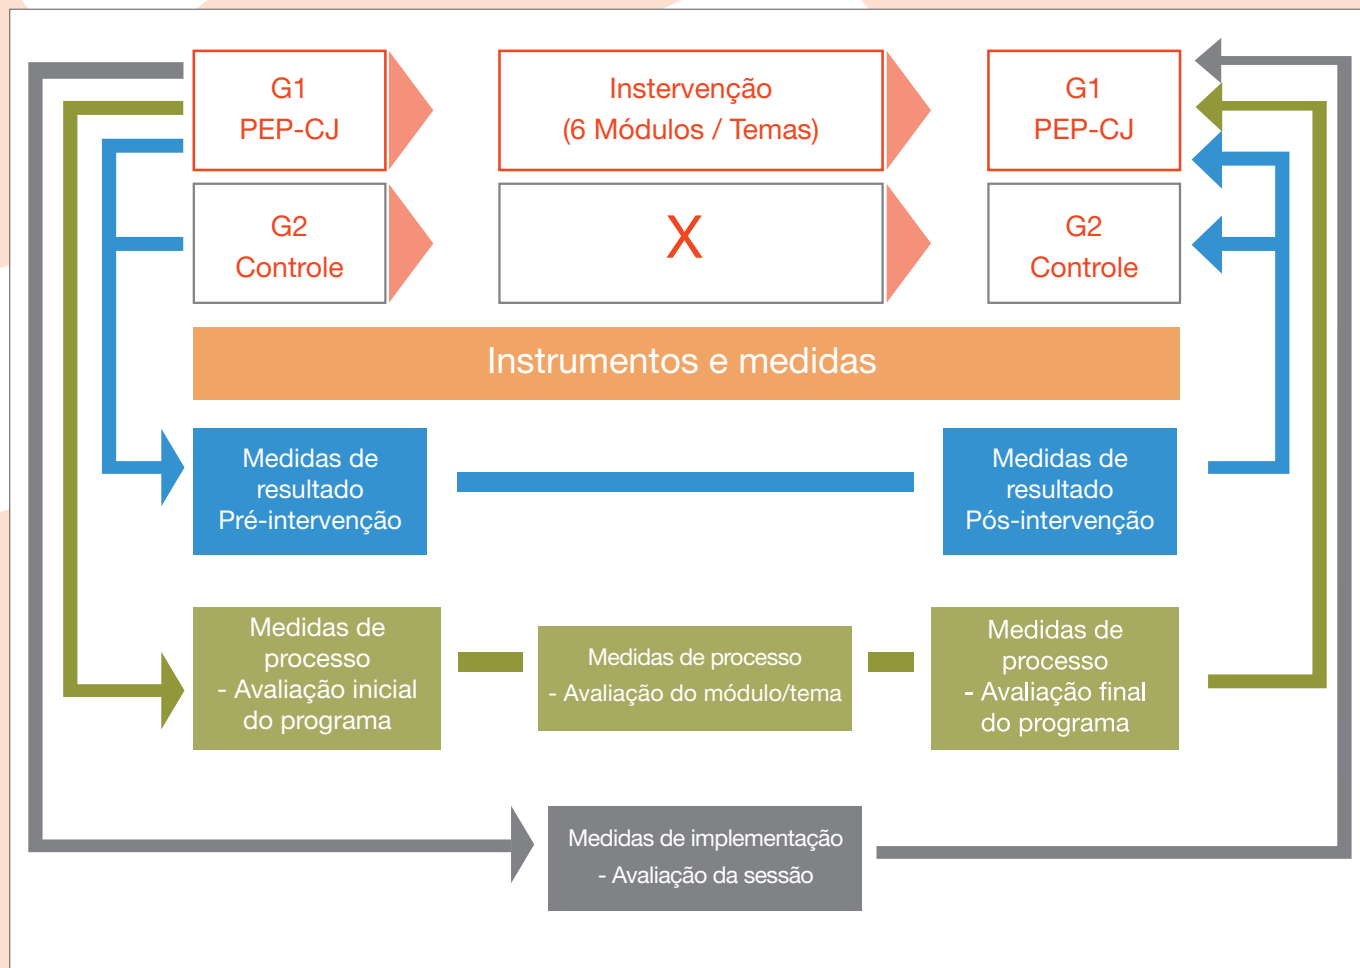 G1
PEP-CJ
Instervenção
(6 Módulos / Temas)
G1
PEP-CJ
G2
Controle
X
G2
Controle
Instrumentos e medidas
Medidas de
resultado
Pré-intervenção
Medidas de
resultado
Pós-intervenção
Medidas de
processo
- Avaliação inicial
do programa
Medidas de processo
- Avaliação do módulo/tema
Medidas de
processo
- Avaliação final
do programa
Medidas de implementação
- Avaliação da sessão